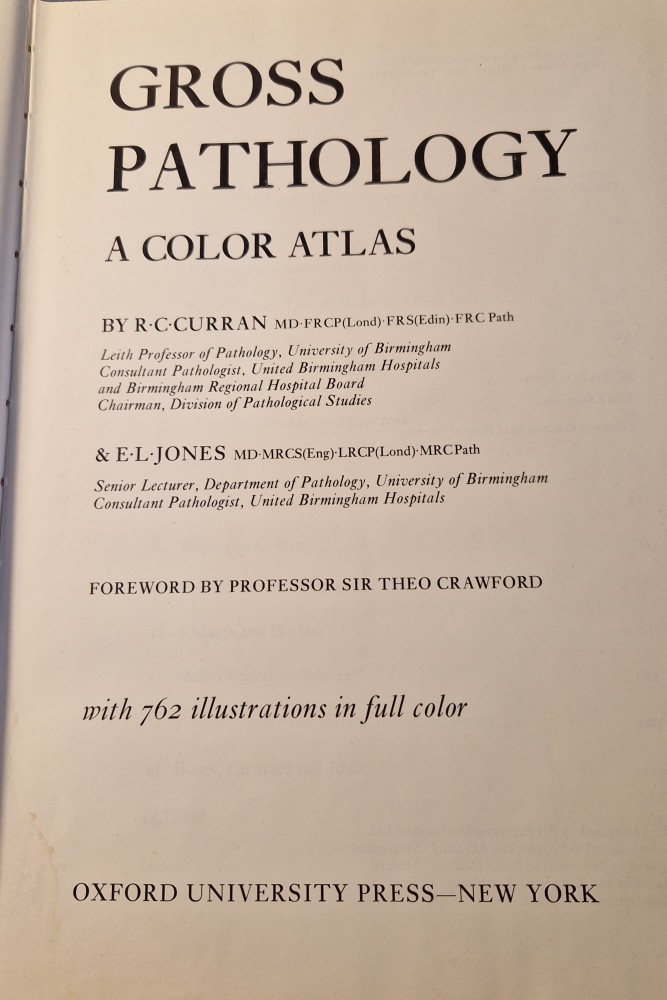 GROSS
PATHOLOGY
A COLOR ATLAS
BY R·C·CURRAN MD·FRCP(Lond)·FRS(Edin)·FRC Path
Leith Professor of Pathology, University of Birmingham
Consultant Pathologist, United Birmingham Hospitals
and Birmingham Regional Hospital Board
Chairman, Division of Pathological Studies
& E·L·JONES MD·MRCS(Eng)·LRCP(Lond)·MRCPath
Senior Lecturer, Department of Pathology, University of Birmingham
Consultant Pathologist, United Birmingham Hospitals
FOREWORD BY PROFESSOR SIR THEO CRAWFORD
with 762 illustrations in full color
OXFORD UNIVERSITY PRESS—NEW YORK